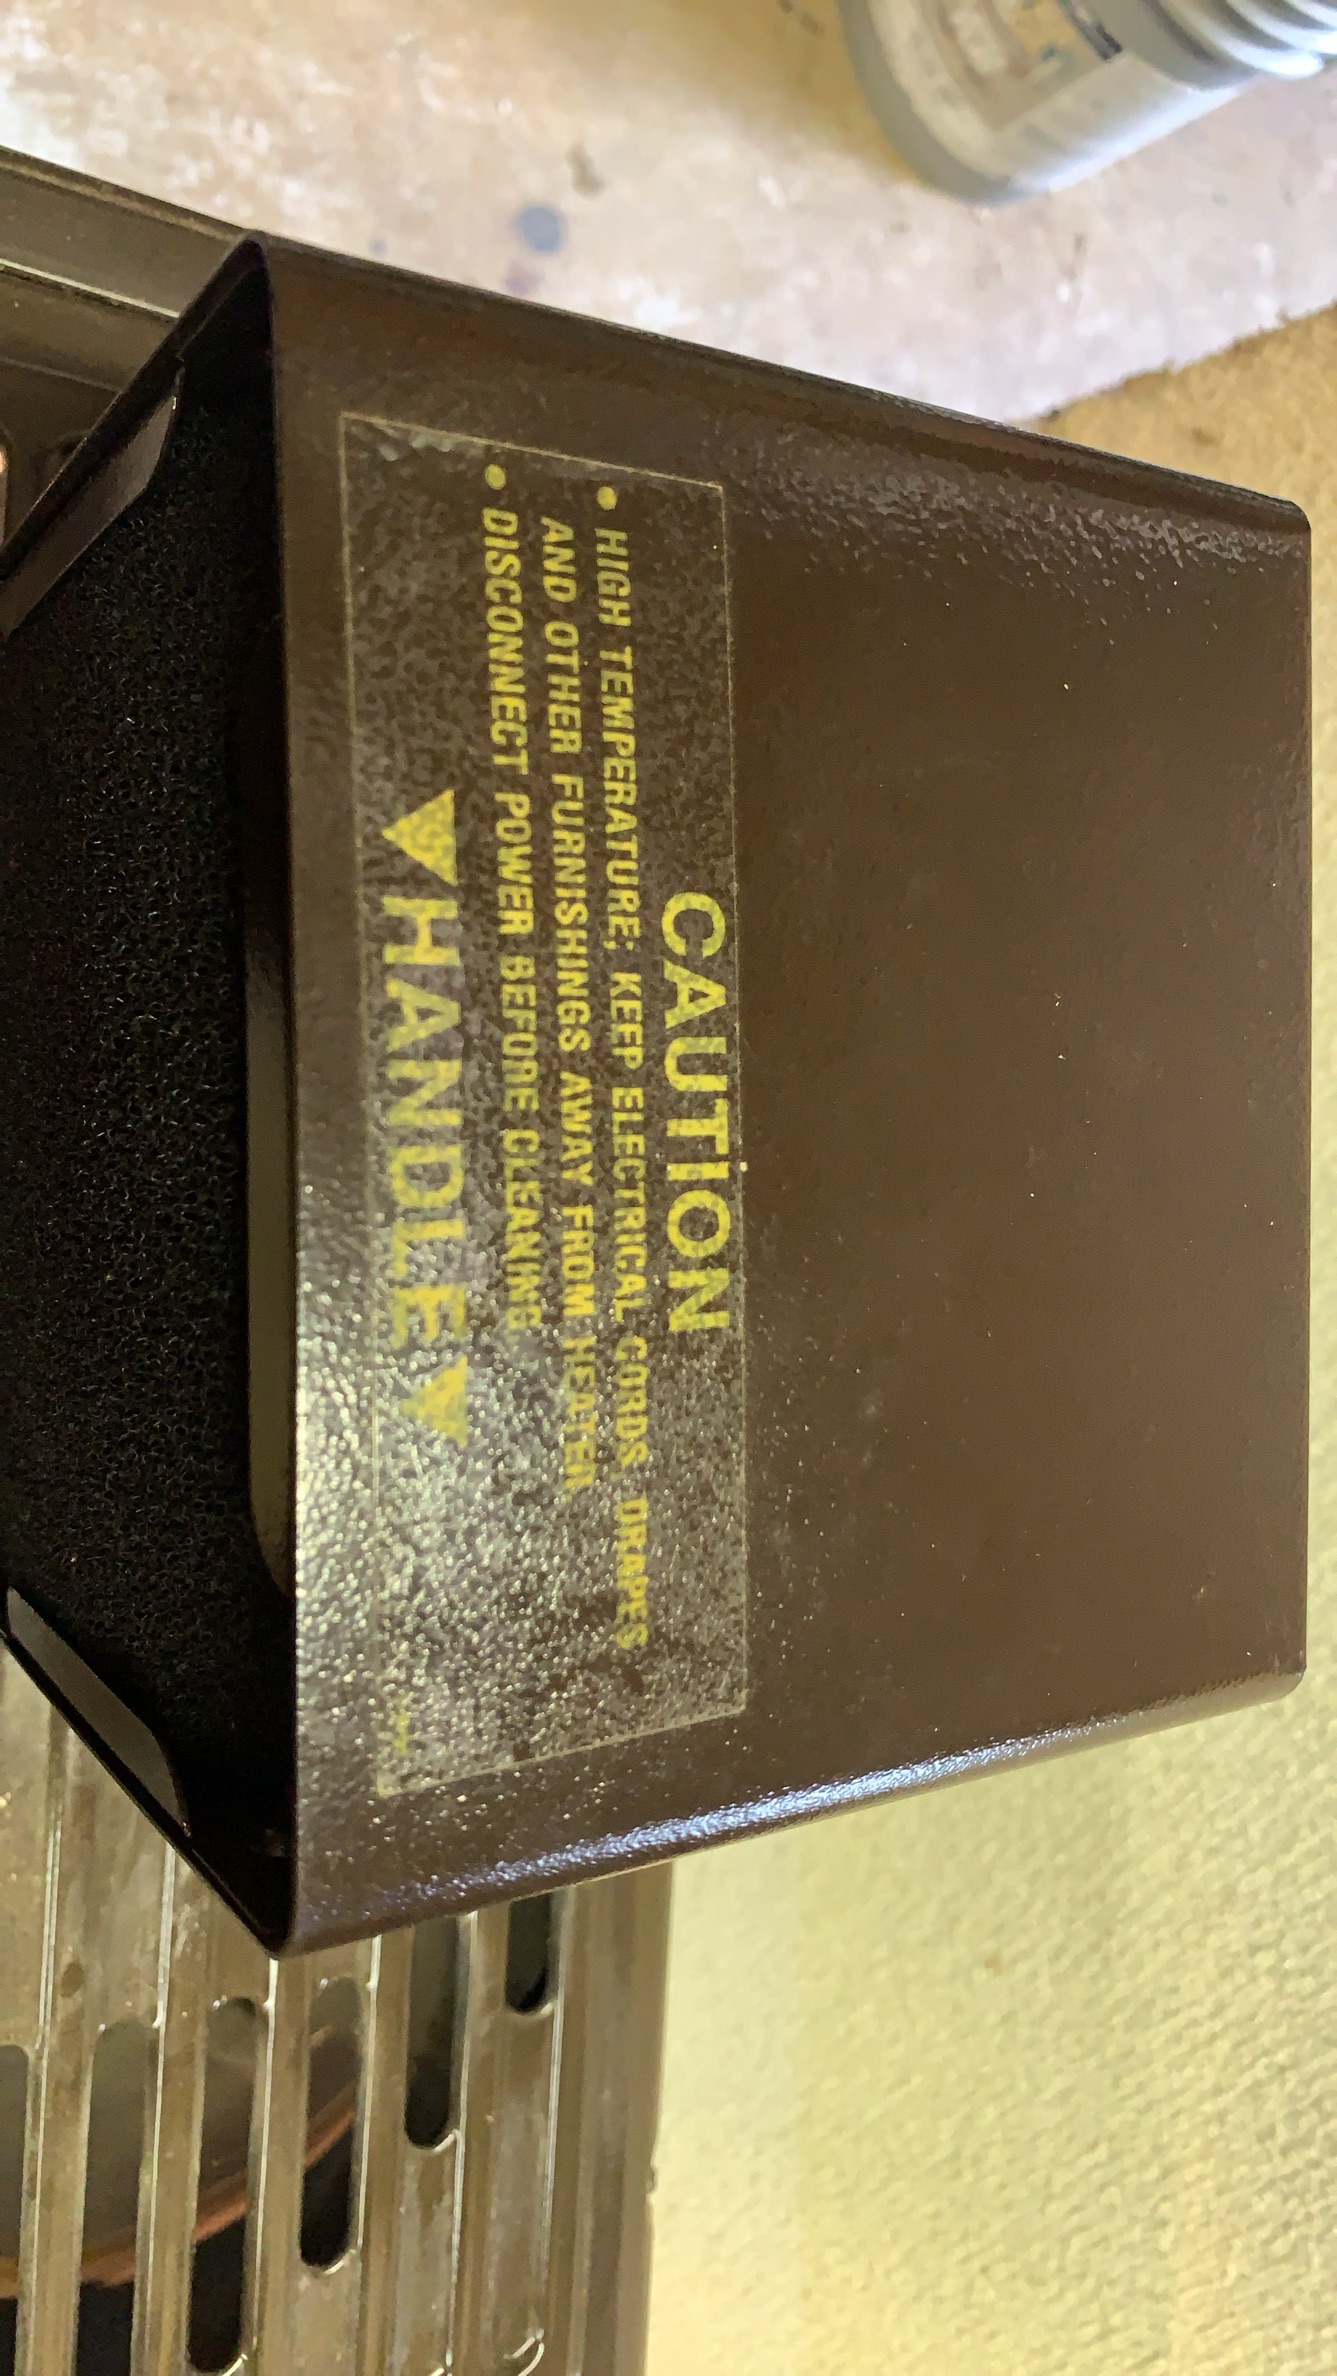 CAUTION
• HIGH TEMPERATURE; KEEP ELECTRICAL CORDS, DRAPES
AND OTHER FURNISHINGS AWAY FROM HEATER
• DISCONNECT POWER BEFORE CLEANING
▼HANDLE▼